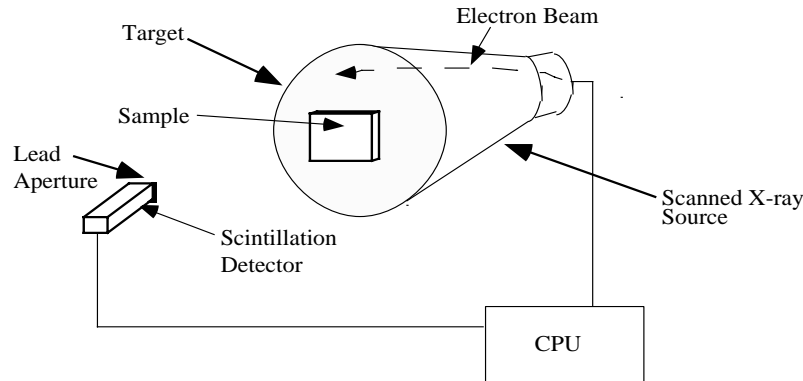 Electron Beam
Target
Sample
Lead
Aperture
Scanned X-ray
Source
Scintillation
Detector
CPU